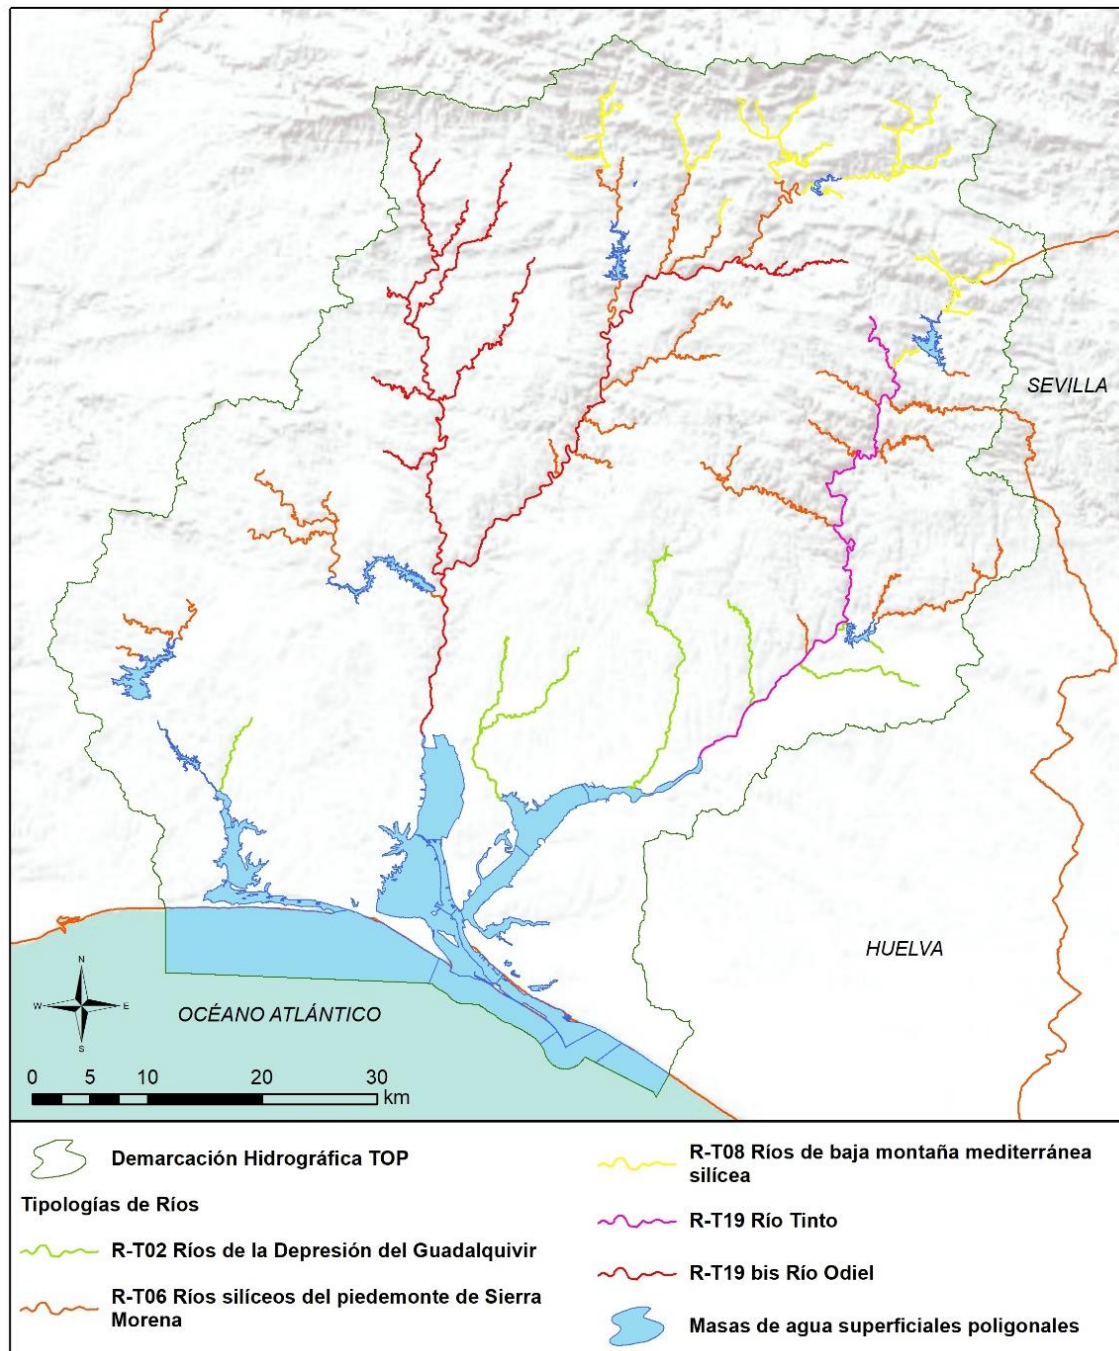 SEVILLA
HUELVA
N
W
E
S
OCÉANO ATLÁNTICO
0 5 10 20 30
km
Demarcación Hidrográfica TOP
Tipologías de Ríos
R-T02 Ríos de la Depresión del Guadalquivir
R-T06 Ríos silíceos del piedemonte de Sierra
Morena
R-T08 Ríos de baja montaña mediterránea
silícea
R-T19 Río Tinto
R-T19 bis Río Odiel
Masas de agua superficiales poligonales